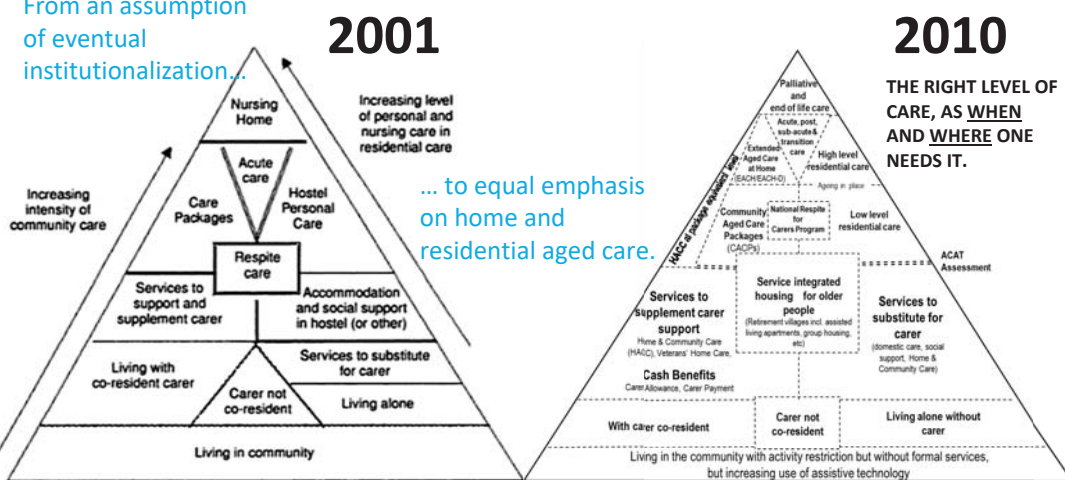 From an assumption
of eventual
institutionalization...
2001
Nursing
Home
Increasing level
of personal and
nursing care in
residential care
Acute
care
Increasing
intensity of
community care
Care
Packages
Hostel
Personal
Care
Respite
care
Services to
support and
supplement carer
Accommodation
and social support
in hostel (or other)
Living with
co-resident carer
Services to substitute
for carer
Carer not
co-resident
Living alone
Living in community
... to equal emphasis
on home and
residential aged care.
2010
THE RIGHT LEVEL OF
CARE, AS WHEN
AND WHERE ONE
NEEDS IT.
Palliative
and
end of life care
Acute, post,
sub-acute &
transition
care
Extended
Aged Care
at Home
(EACH/EACH-D)
High level
residential care
Ageing in place
HACC at package equivalent level
Community
Aged Care
Packages
(CACPs)
National Respite
for
Carers Program
Low level
residential care
ACAT
Assessment
Services to
supplement carer
support
Home & Community Care
(HACC), Veterans' Home Care,
Cash Benefits
Carer Allowance, Carer Payment
Service integrated
housing for older
people
(Retirement villages incl. assisted
living apartments, group housing,
etc)
Services to
substitute for
carer
(domestic care, social
support, Home &
Community Care)
With carer co-resident
Carer not
co-resident
Living alone without
carer
Living in the community with activity restriction but without formal services,
but increasing use of assistive technology